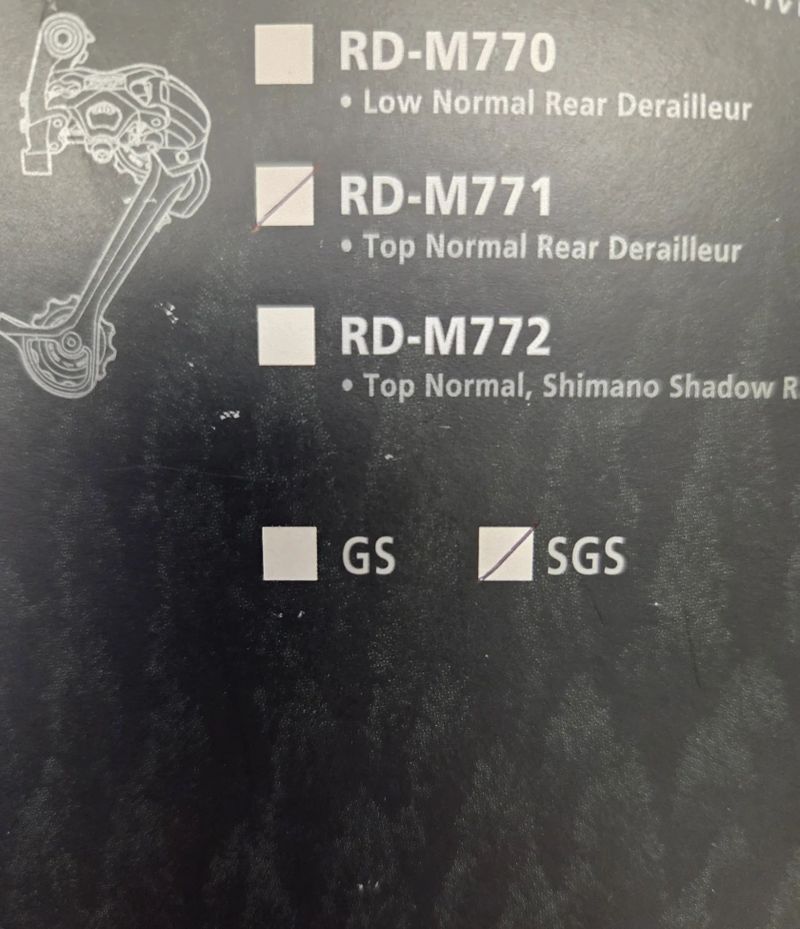 RD-M770
• Low Normal Rear Derailleur
RD-M771
• Top Normal Rear Derailleur
RD-M772
• Top Normal, Shimano Shadow R
GS SGS